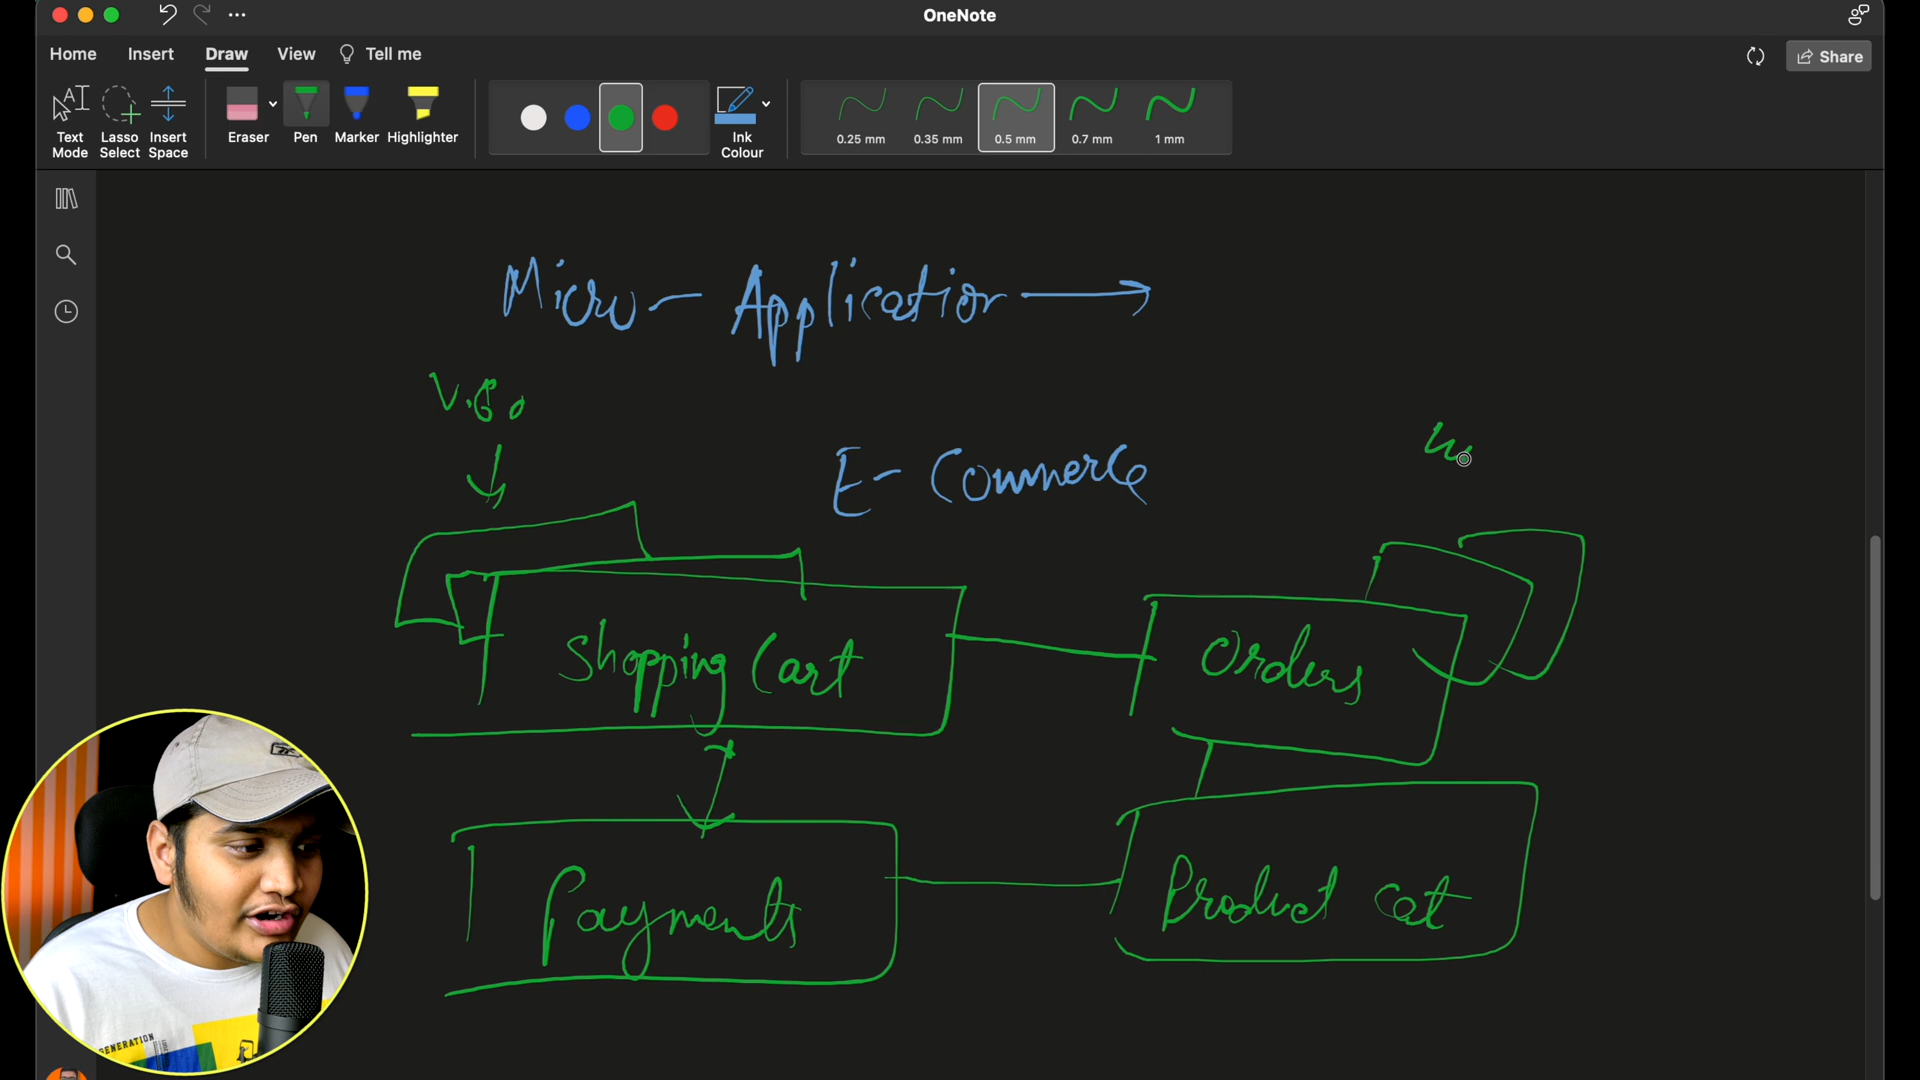 OneNote
Home Insert Draw View Tell me
Share
Text Mode
Lasso Select
Insert Space
Eraser
Pen
Marker
Highlighter
Ink Colour
0.25 mm
0.35 mm
0.5 mm
0.7 mm
1 mm
Micro - Application →
E- Commerce
Shopping Cart
Orders
Payments
Product cat
GENERATION